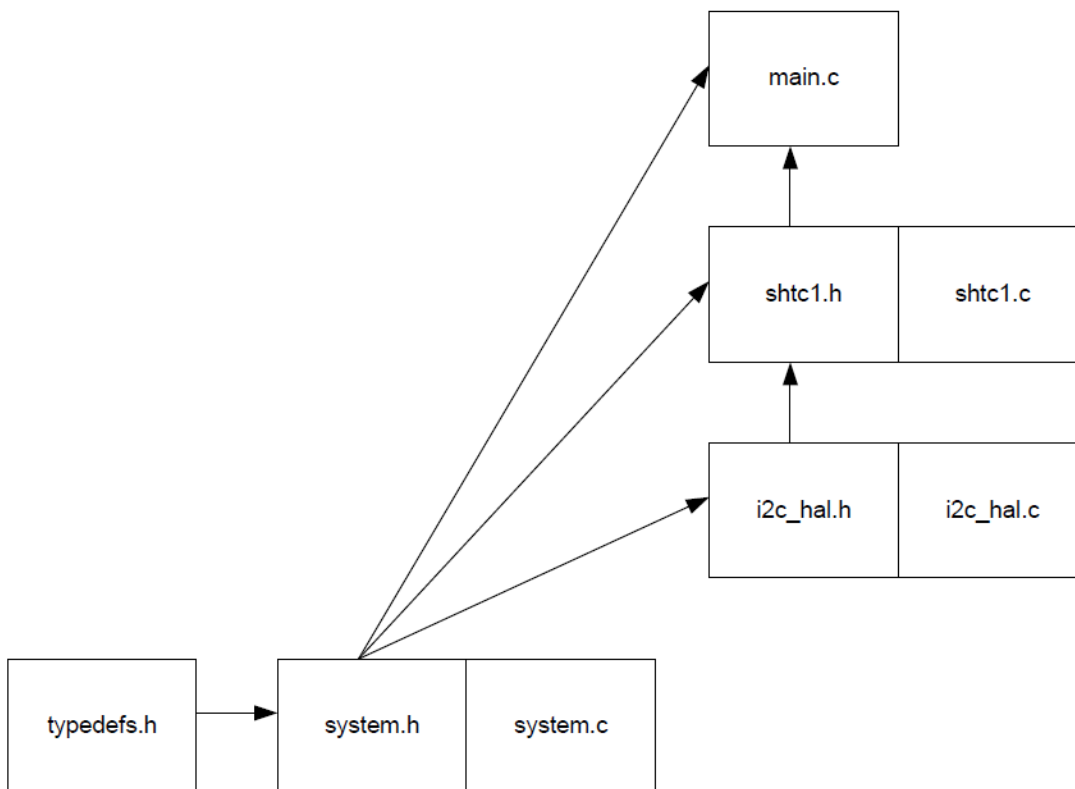 main.c
shtc1.h
shtc1.c
i2c_hal.h
i2c_hal.c
typedefs.h
system.h
system.c